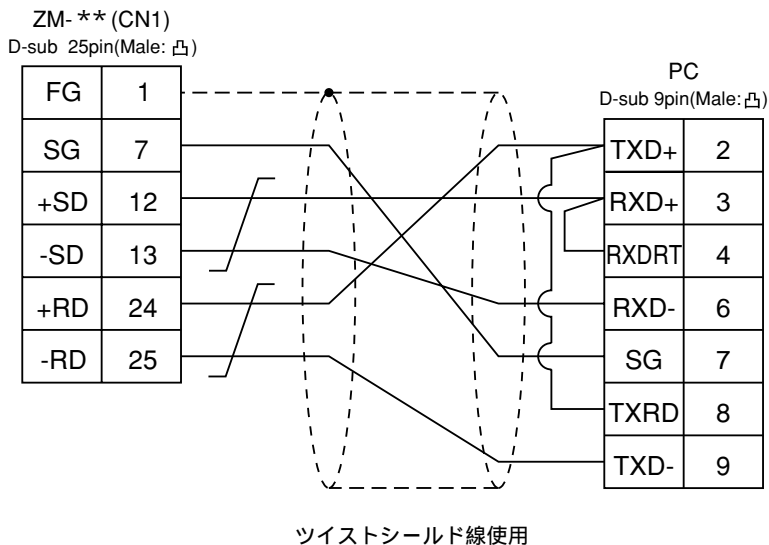 ZM-** (CN1)
D-sub 25pin(Male: 凸)
FG 1
SG 7
+SD 12
-SD 13
+RD 24
-RD 25
PC
D-sub 9pin(Male:凸)
TXD+ 2
RXD+ 3
RXDRT 4
RXD- 6
SG 7
TXRD 8
TXD- 9
ツイストシールド線使用